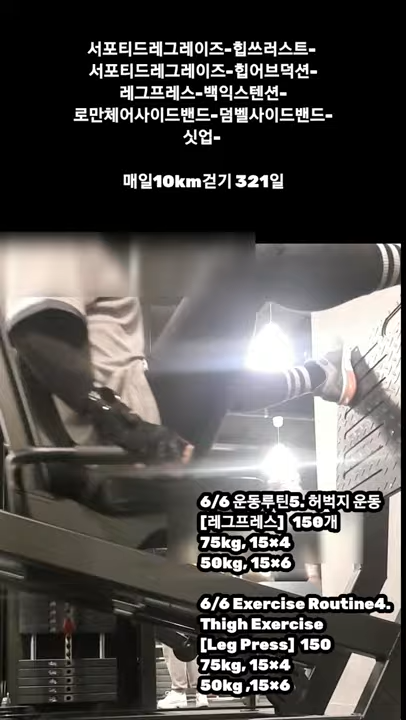 서포티드레그레이즈-힙쓰러스트-
서포티드레그레이즈-힙어브덕션-
레그프레스-백익스텐션-
로만체어사이드밴드-덤벨사이드밴드-
싯업-
매일10km걷기 321일
6/6 운동루틴5. 허벅지 운동
[레그프레스] 150개
75kg, 15×4
50kg, 15×6
6/6 Exercise Routine4.
Thigh Exercise
[Leg Press] 150
75kg, 15×4
50kg ,15×6